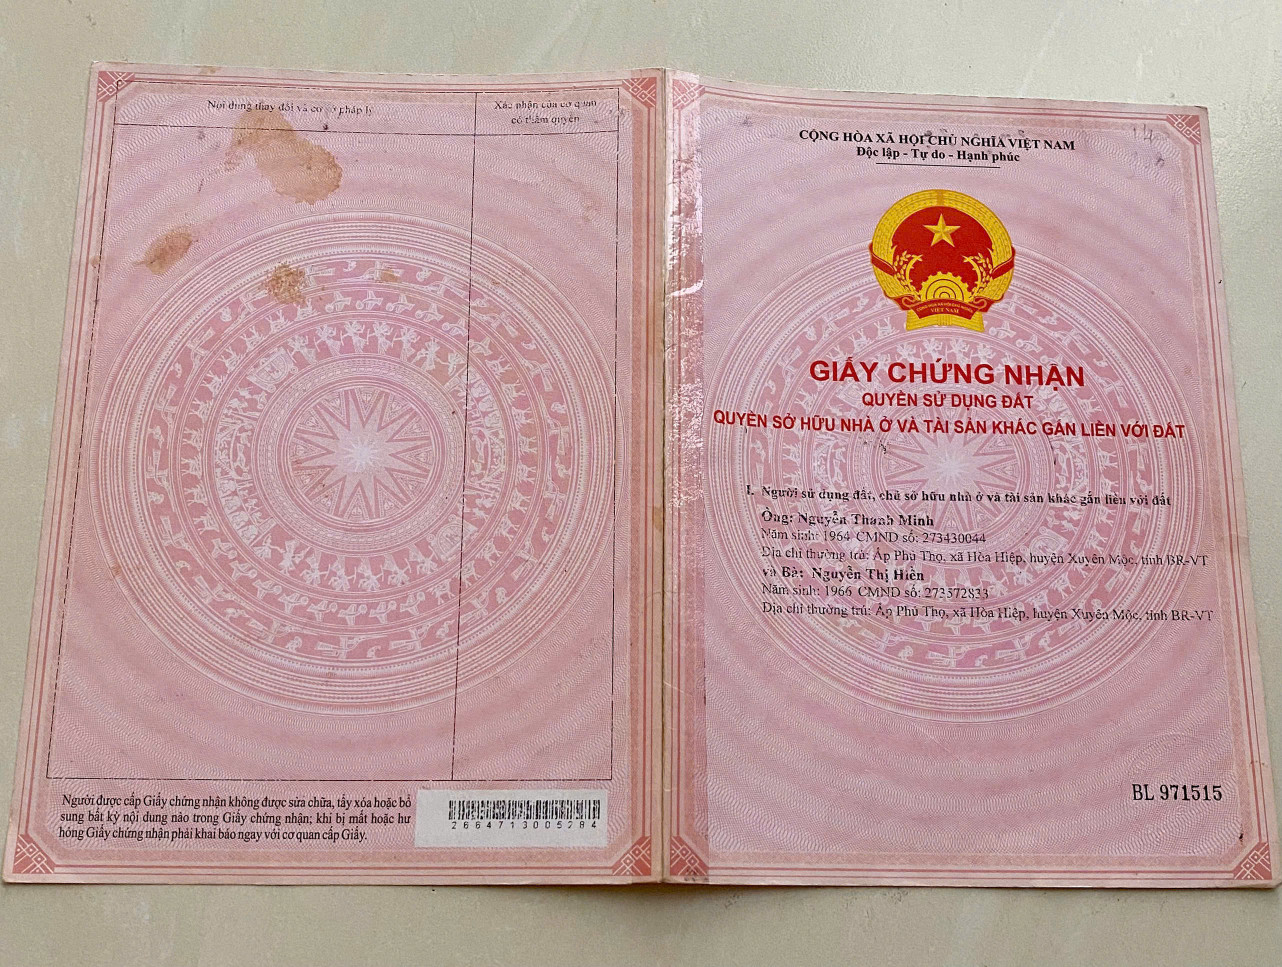 Nội dung thay đổi và cơ sở pháp lý
Xác nhận của cơ quan
có thẩm quyền
Người được cấp Giấy chứng nhận không được sửa chữa, tẩy xóa hoặc bổ
sung bất kỳ nội dung nào trong Giấy chứng nhận; khi bị mất hoặc hư
hỏng Giấy chứng nhận phải khai báo ngay với cơ quan cấp Giấy.
2664713005284
CỘNG HÒA XÃ HỘI CHỦ NGHĨA VIỆT NAM
Độc lập - Tự do - Hạnh phúc
14
VIỆT NAM
GIẤY CHỨNG NHẬN
QUYỀN SỬ DỤNG ĐẤT
QUYỀN SỞ HỮU NHÀ Ở VÀ TÀI SẢN KHÁC GẮN LIỀN VỚI ĐẤT
I. Người sử dụng đất, chủ sở hữu nhà ở và tài sản khác gắn liền với đất
Ông: Nguyễn Thanh Minh
Năm sinh: 1964 CMND số: 273430044
Địa chỉ thường trú: Ấp Phú Thọ, xã Hòa Hiệp, huyện Xuyên Mộc, tỉnh BR-VT
và Bà: Nguyễn Thị Hiền
Năm sinh: 1966 CMND số: 273572833
Địa chỉ thường trú: Ấp Phú Thọ, xã Hòa Hiệp, huyện Xuyên Mộc, tỉnh BR-VT
BL 971515